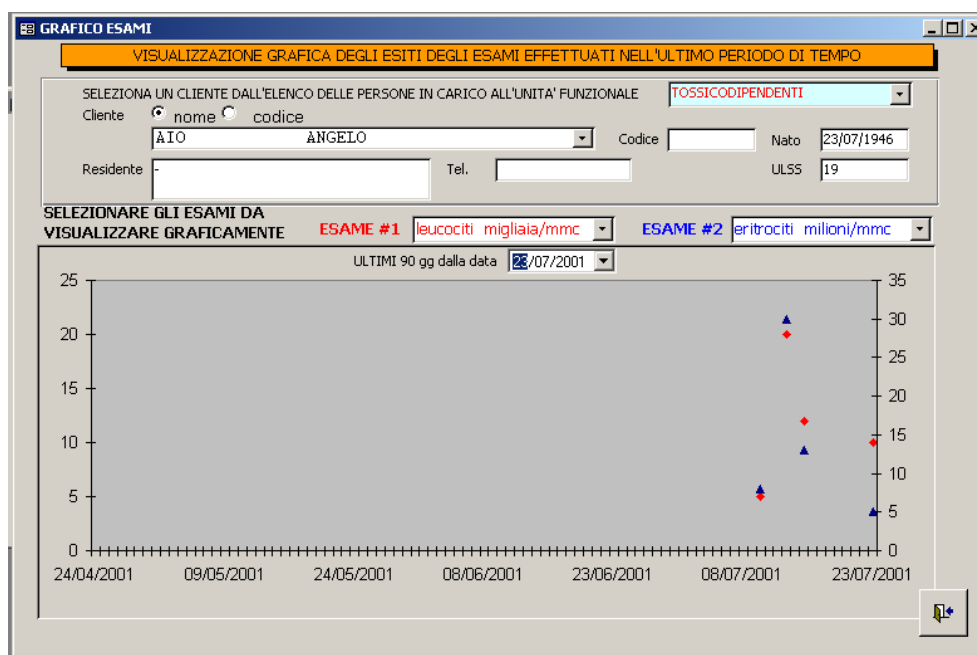 GRAFICO ESAMI
VISUALIZZAZIONE GRAFICA DEGLI ESITI DEGLI ESAMI EFFETTUATI NELL'ULTIMO PERIODO DI TEMPO
SELEZIONA UN CLIENTE DALL'ELENCO DELLE PERSONE IN CARICO ALL'UNITA' FUNZIONALE TOSSICODIPENDENTI
Cliente nome codice
AIO ANGELO Codice Nato 23/07/1946
Residente - Tel. ULSS 19
SELEZIONARE GLI ESAMI DA
VISUALIZZARE GRAFICAMENTE ESAME #1 leucociti migliaia/mmc ESAME #2 eritrociti milioni/mmc
ULTIMI 90 gg dalla data 23/07/2001
25 35
20 30
25
15 20
10 15
10
5 5
0 0
24/04/2001 09/05/2001 24/05/2001 08/06/2001 23/06/2001 08/07/2001 23/07/2001